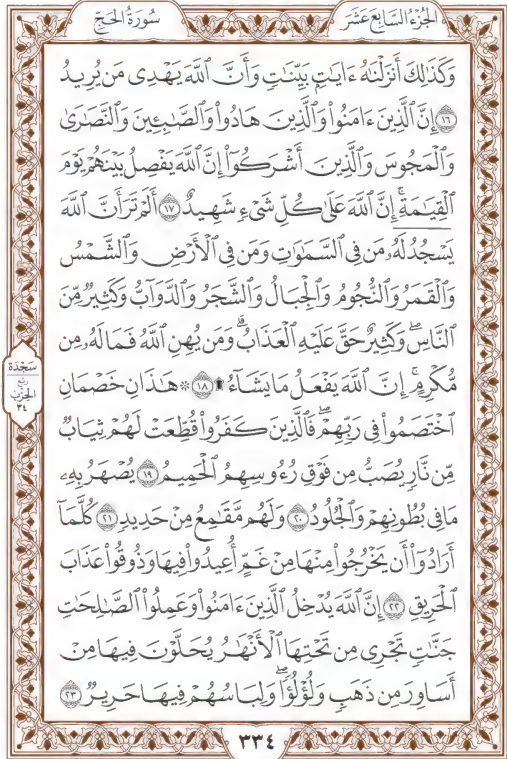 الجزء السابع عشر
سورة الحج
وَكَذَٰلِكَ أَنزَلْنَٰهُ ءَايَٰتٍۭ بَيِّنَٰتٍ وَأَنَّ ٱللَّهَ يَهْدِى مَن يُرِيدُ
١٦ إِنَّ ٱلَّذِينَ ءَامَنُوا۟ وَٱلَّذِينَ هَادُوا۟ وَٱلصَّٰبِـِٔينَ وَٱلنَّصَٰرَىٰ
وَٱلْمَجُوسَ وَٱلَّذِينَ أَشْرَكُوٓا۟ إِنَّ ٱللَّهَ يَفْصِلُ بَيْنَهُمْ يَوْمَ
ٱلْقِيَٰمَةِ ۚ إِنَّ ٱللَّهَ عَلَىٰ كُلِّ شَىْءٍ شَهِيدٌ ١٧ أَلَمْ تَرَ أَنَّ ٱللَّهَ
يَسْجُدُ لَهُۥ مَن فِى ٱلسَّمَٰوَٰتِ وَمَن فِى ٱلْأَرْضِ وَٱلشَّمْسُ
وَٱلْقَمَرُ وَٱلنُّجُومُ وَٱلْجِبَالُ وَٱلشَّجَرُ وَٱلدَّوَآبُّ وَكَثِيرٌ مِّنَ
ٱلنَّاسِ ۖ وَكَثِيرٌ حَقَّ عَلَيْهِ ٱلْعَذَابُ ۗ وَمَن يُهِنِ ٱللَّهُ فَمَا لَهُۥ مِن
مُّكْرِمٍ ۚ إِنَّ ٱللَّهَ يَفْعَلُ مَا يَشَآءُ ۩ ١٨ ۞ هَٰذَانِ خَصْمَانِ
ٱخْتَصَمُوا۟ فِى رَبِّهِمْ ۖ فَٱلَّذِينَ كَفَرُوا۟ قُطِّعَتْ لَهُمْ ثِيَابٌ
مِّن نَّارٍ يُصَبُّ مِن فَوْقِ رُءُوسِهِمُ ٱلْحَمِيمُ ١٩ يُصْهَرُ بِهِۦ
مَا فِى بُطُونِهِمْ وَٱلْجُلُودُ ٢٠ وَلَهُم مَّقَٰمِعُ مِنْ حَدِيدٍ ٢١ كُلَّمَآ
أَرَادُوٓا۟ أَن يَخْرُجُوا۟ مِنْهَا مِنْ غَمٍّ أُعِيدُوا۟ فِيهَا وَذُوقُوا۟ عَذَابَ
ٱلْحَرِيقِ ٢٢ إِنَّ ٱللَّهَ يُدْخِلُ ٱلَّذِينَ ءَامَنُوا۟ وَعَمِلُوا۟ ٱلصَّٰلِحَٰتِ
جَنَّٰتٍ تَجْرِى مِن تَحْتِهَا ٱلْأَنْهَٰرُ يُحَلَّوْنَ فِيهَا مِنْ
أَسَاوِرَ مِن ذَهَبٍ وَلُؤْلُؤًا ۖ وَلِبَاسُهُمْ فِيهَا حَرِيرٌ ٢٣
سجدة
ربع
الحزب
٣٤
٣٣٤